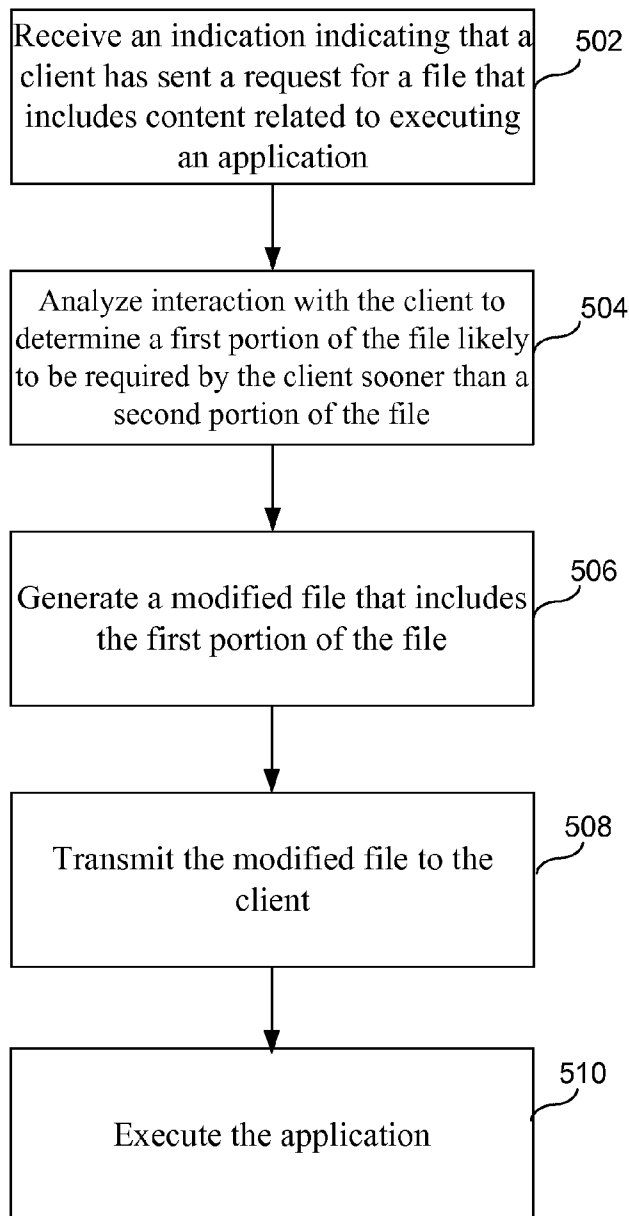 Receive an indication indicating that a
client has sent a request for a file that
includes content related to executing
an application
502
Analyze interaction with the client to
determine a first portion of the file likely
to be required by the client sooner than a
second portion of the file
504
Generate a modified file that includes
the first portion of the file
506
Transmit the modified file to the
client
508
Execute the application
510